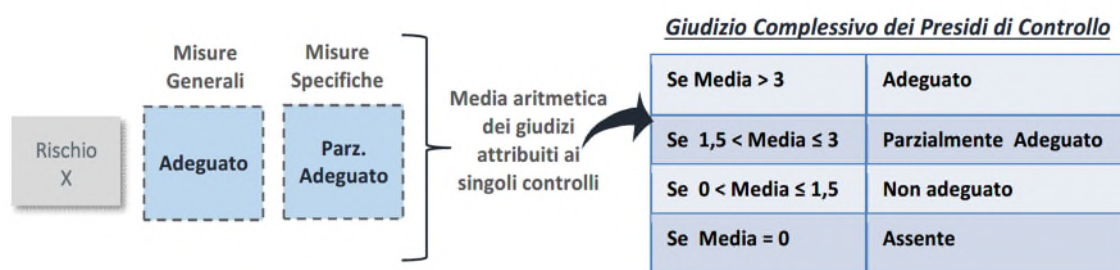 Giudizio Complessivo dei Presidi di Controllo
Misure
Generali
Misure
Specifiche
Rischio
X
Adeguato
Parz.
Adeguato
Media aritmetica
dei giudizi
attribuiti ai
singoli controlli
Se Media > 3 Adeguato
Se 1,5 < Media ≤ 3 Parzialmente Adeguato
Se 0 < Media ≤ 1,5 Non adeguato
Se Media = 0 Assente